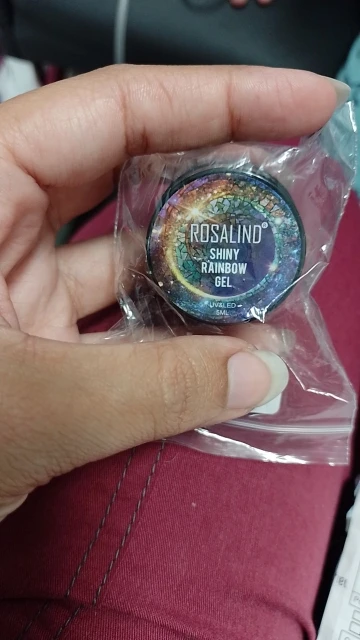 ROSALIND®
SHINY
RAINBOW
GEL
UV&LED
5ML